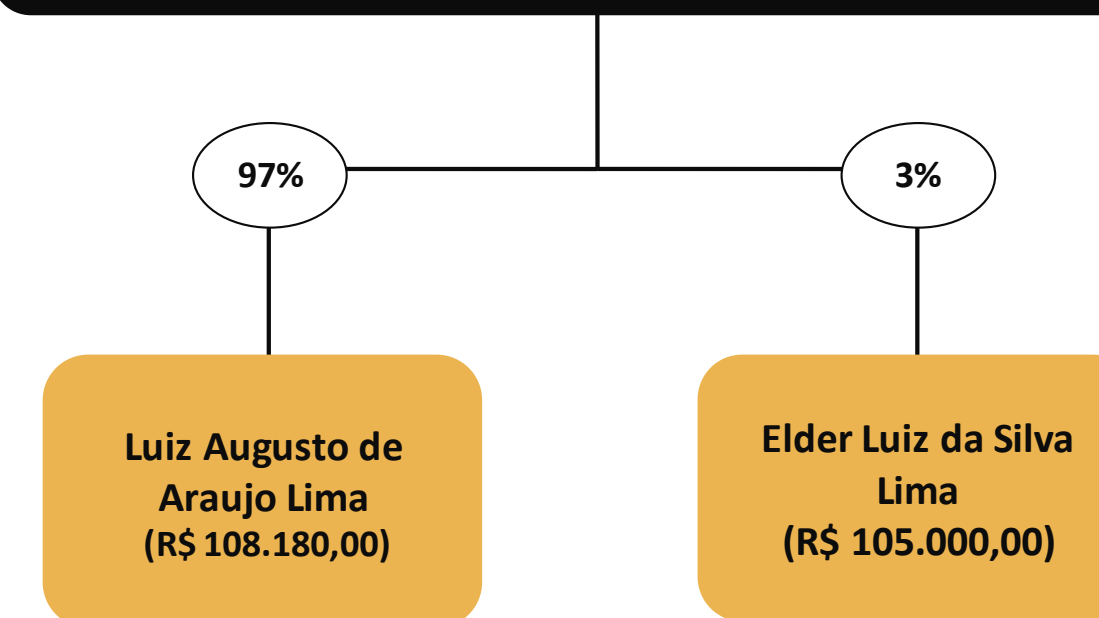 97%
3%
Luiz Augusto de
Araujo Lima
(R$ 108.180,00)
Elder Luiz da Silva
Lima
(R$ 105.000,00)